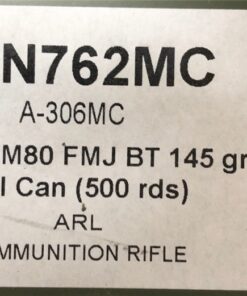 N762MC
A-306MC
M80 FMJ BT 145 gr
l Can (500 rds)
ARL
MMUNITION RIFLE